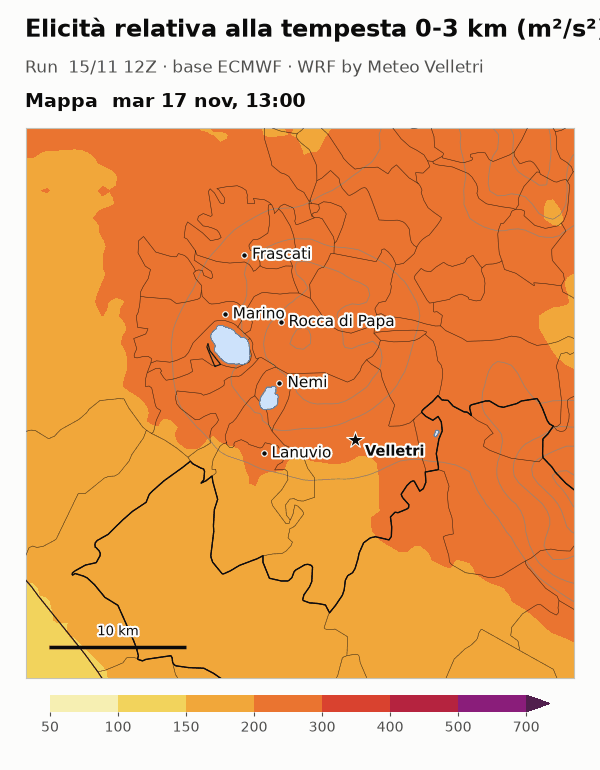 Elicità relativa alla tempesta 0-3 km (m²/s²)
Run  15/11 12Z · base ECMWF · WRF by Meteo Velletri
Mappa  mar 17 nov, 13:00
Frascati
Marino
Rocca di Papa
Nemi
Velletri
Lanuvio
10 km
50 100 150 200 300 400 500 700